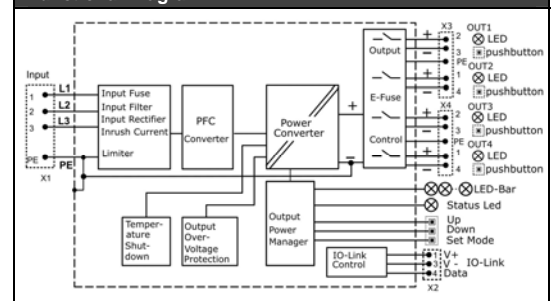 Input
1
L1
2
L2
3
L3
PE
PE
X1
Input Fuse
Input Filter
Input Rectifier
Inrush Current
Limiter
PFC
Converter
Power
Converter
+
−
Output
E-Fuse
Control
X3
OUT1
+
2
LED
−
3
pushbutton
PE
OUT2
+
1
LED
−
4
pushbutton
X4
OUT3
+
2
LED
−
3
pushbutton
PE
OUT4
+
1
LED
−
4
pushbutton
Temper-
ature
Shut-
down
Output
Over-
Voltage
Protection
Output
Power
Manager
LED-Bar
Status Led
Up
Down
Set Mode
IO-Link
Control
1 V+
3 V - IO-Link
4 Data
X2